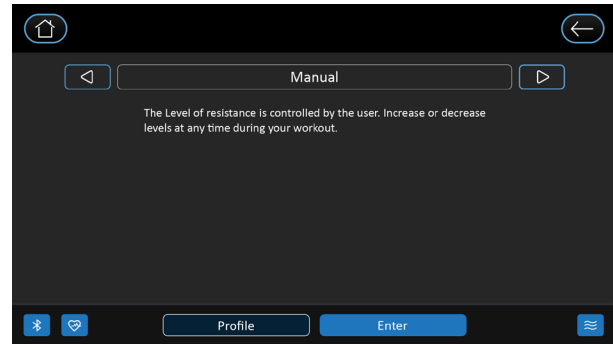 Manual
The Level of resistance is controlled by the user. Increase or decrease
levels at any time during your workout.
Profile
Enter